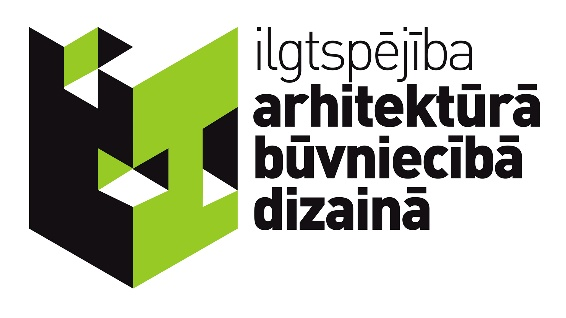 ilgtspējība
arhitektūrā
būvniecībā
dizainā